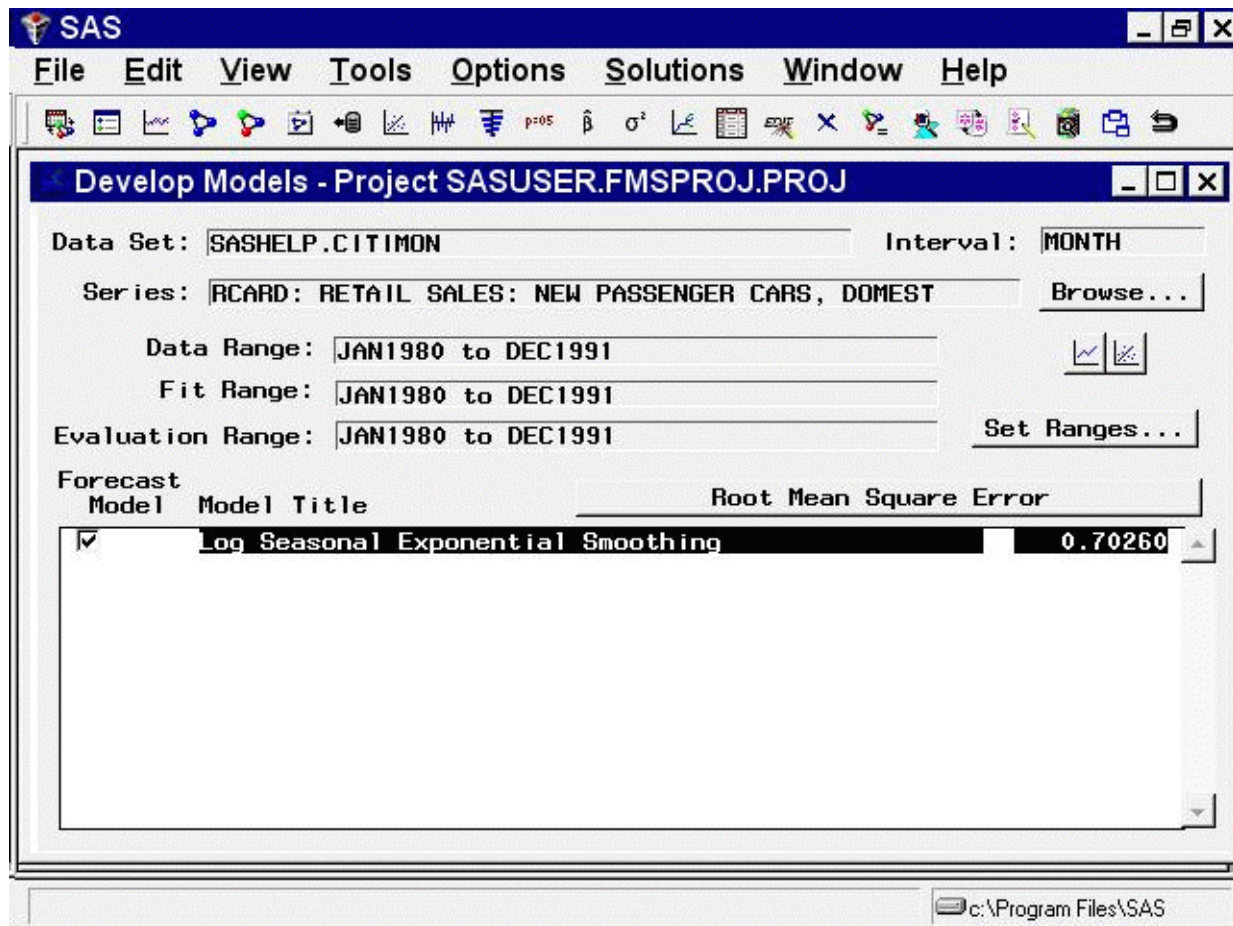 SAS
File Edit View Tools Options Solutions Window Help
p=05 β̂ σ² EDIT
Develop Models - Project SASUSER.FMSPROJ.PROJ
Data Set: SASHELP.CITIMON Interval: MONTH
Series: RCARD: RETAIL SALES: NEW PASSENGER CARS, DOMEST Browse...
Data Range: JAN1980 to DEC1991
Fit Range: JAN1980 to DEC1991
Evaluation Range: JAN1980 to DEC1991 Set Ranges...
Forecast
Model Model Title Root Mean Square Error
Log Seasonal Exponential Smoothing 0.70260
c:\Program Files\SAS